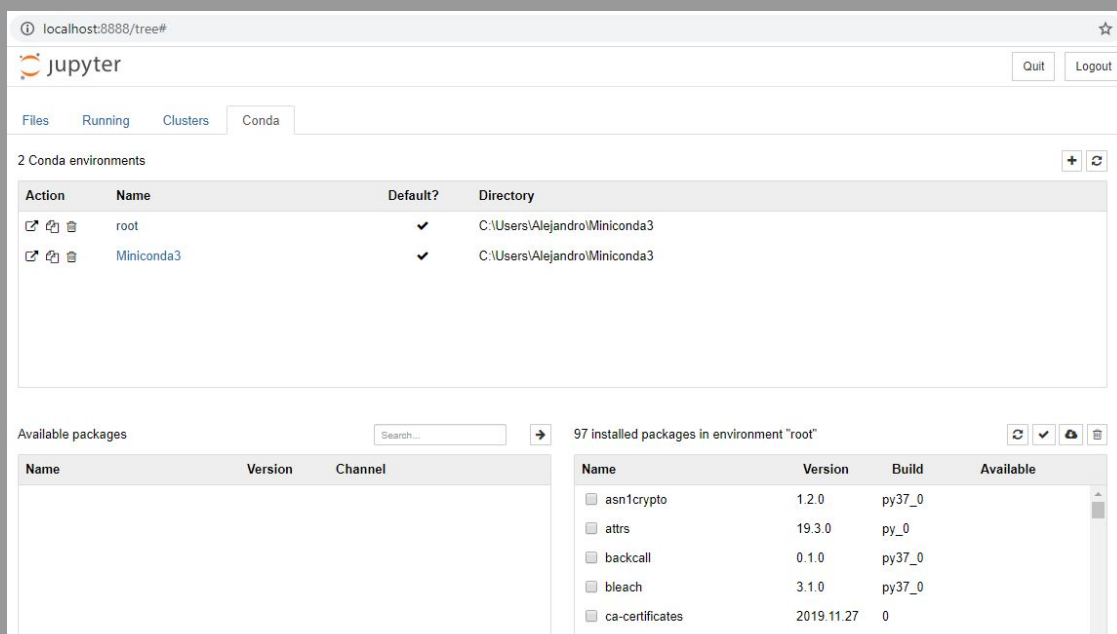 localhost:8888/tree#
jupyter
Quit Logout
Files Running Clusters Conda
2 Conda environments
Action Name Default? Directory
root C:\Users\Alejandro\Miniconda3
Miniconda3 C:\Users\Alejandro\Miniconda3
Available packages Search... 97 installed packages in environment "root"
Name Version Channel Name Version Build Available
asn1crypto 1.2.0 py37_0
attrs 19.3.0 py_0
backcall 0.1.0 py37_0
bleach 3.1.0 py37_0
ca-certificates 2019.11.27 0